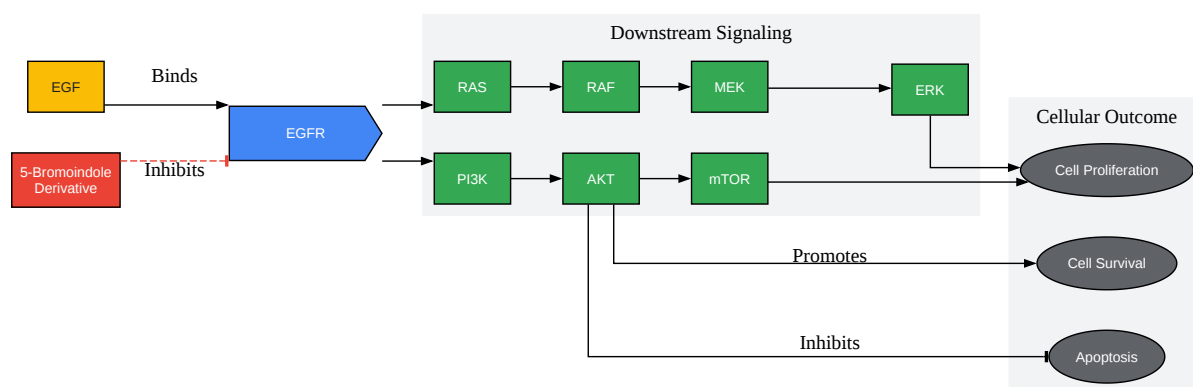 Downstream Signaling
EGF
Binds
RAS
RAF
MEK
ERK
Cellular Outcome
EGFR
5-Bromoindole
Derivative
Inhibits
PI3K
AKT
mTOR
Cell Proliferation
Promotes
Cell Survival
Inhibits
Apoptosis